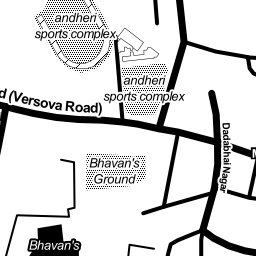 andheri
sports complex
andheri
sports complex
d (Versova Road)
Dadabhai Nagar
Bhavan's
Ground
Bhavan's